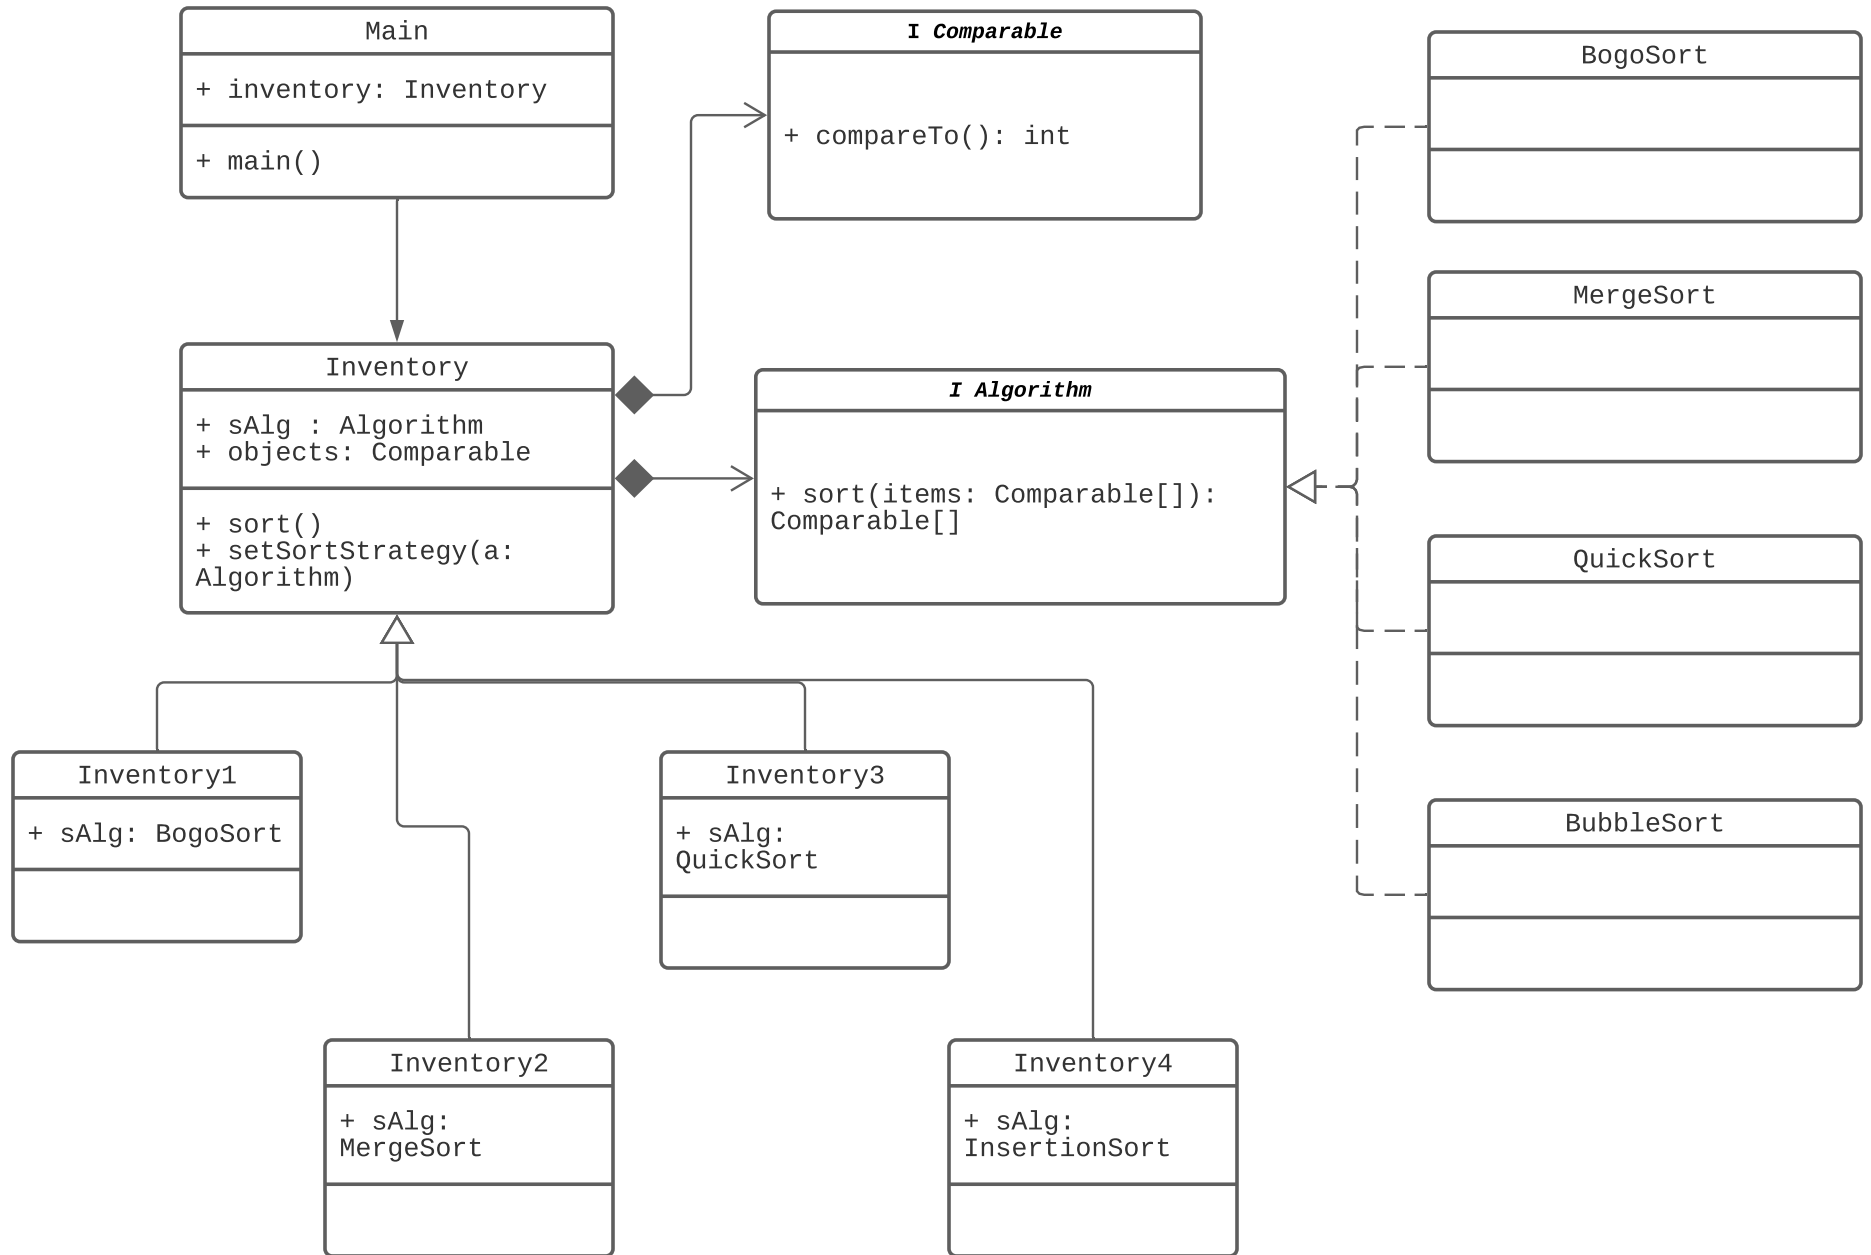 Main
+ inventory: Inventory
+ main()
I Comparable
+ compareTo(): int
BogoSort
MergeSort
Inventory
+ sAlg : Algorithm
+ objects: Comparable
+ sort()
+ setSortStrategy(a:
Algorithm)
I Algorithm
+ sort(items: Comparable[]):
Comparable[]
QuickSort
BubbleSort
Inventory1
+ sAlg: BogoSort
Inventory3
+ sAlg:
QuickSort
Inventory2
+ sAlg:
MergeSort
Inventory4
+ sAlg:
InsertionSort